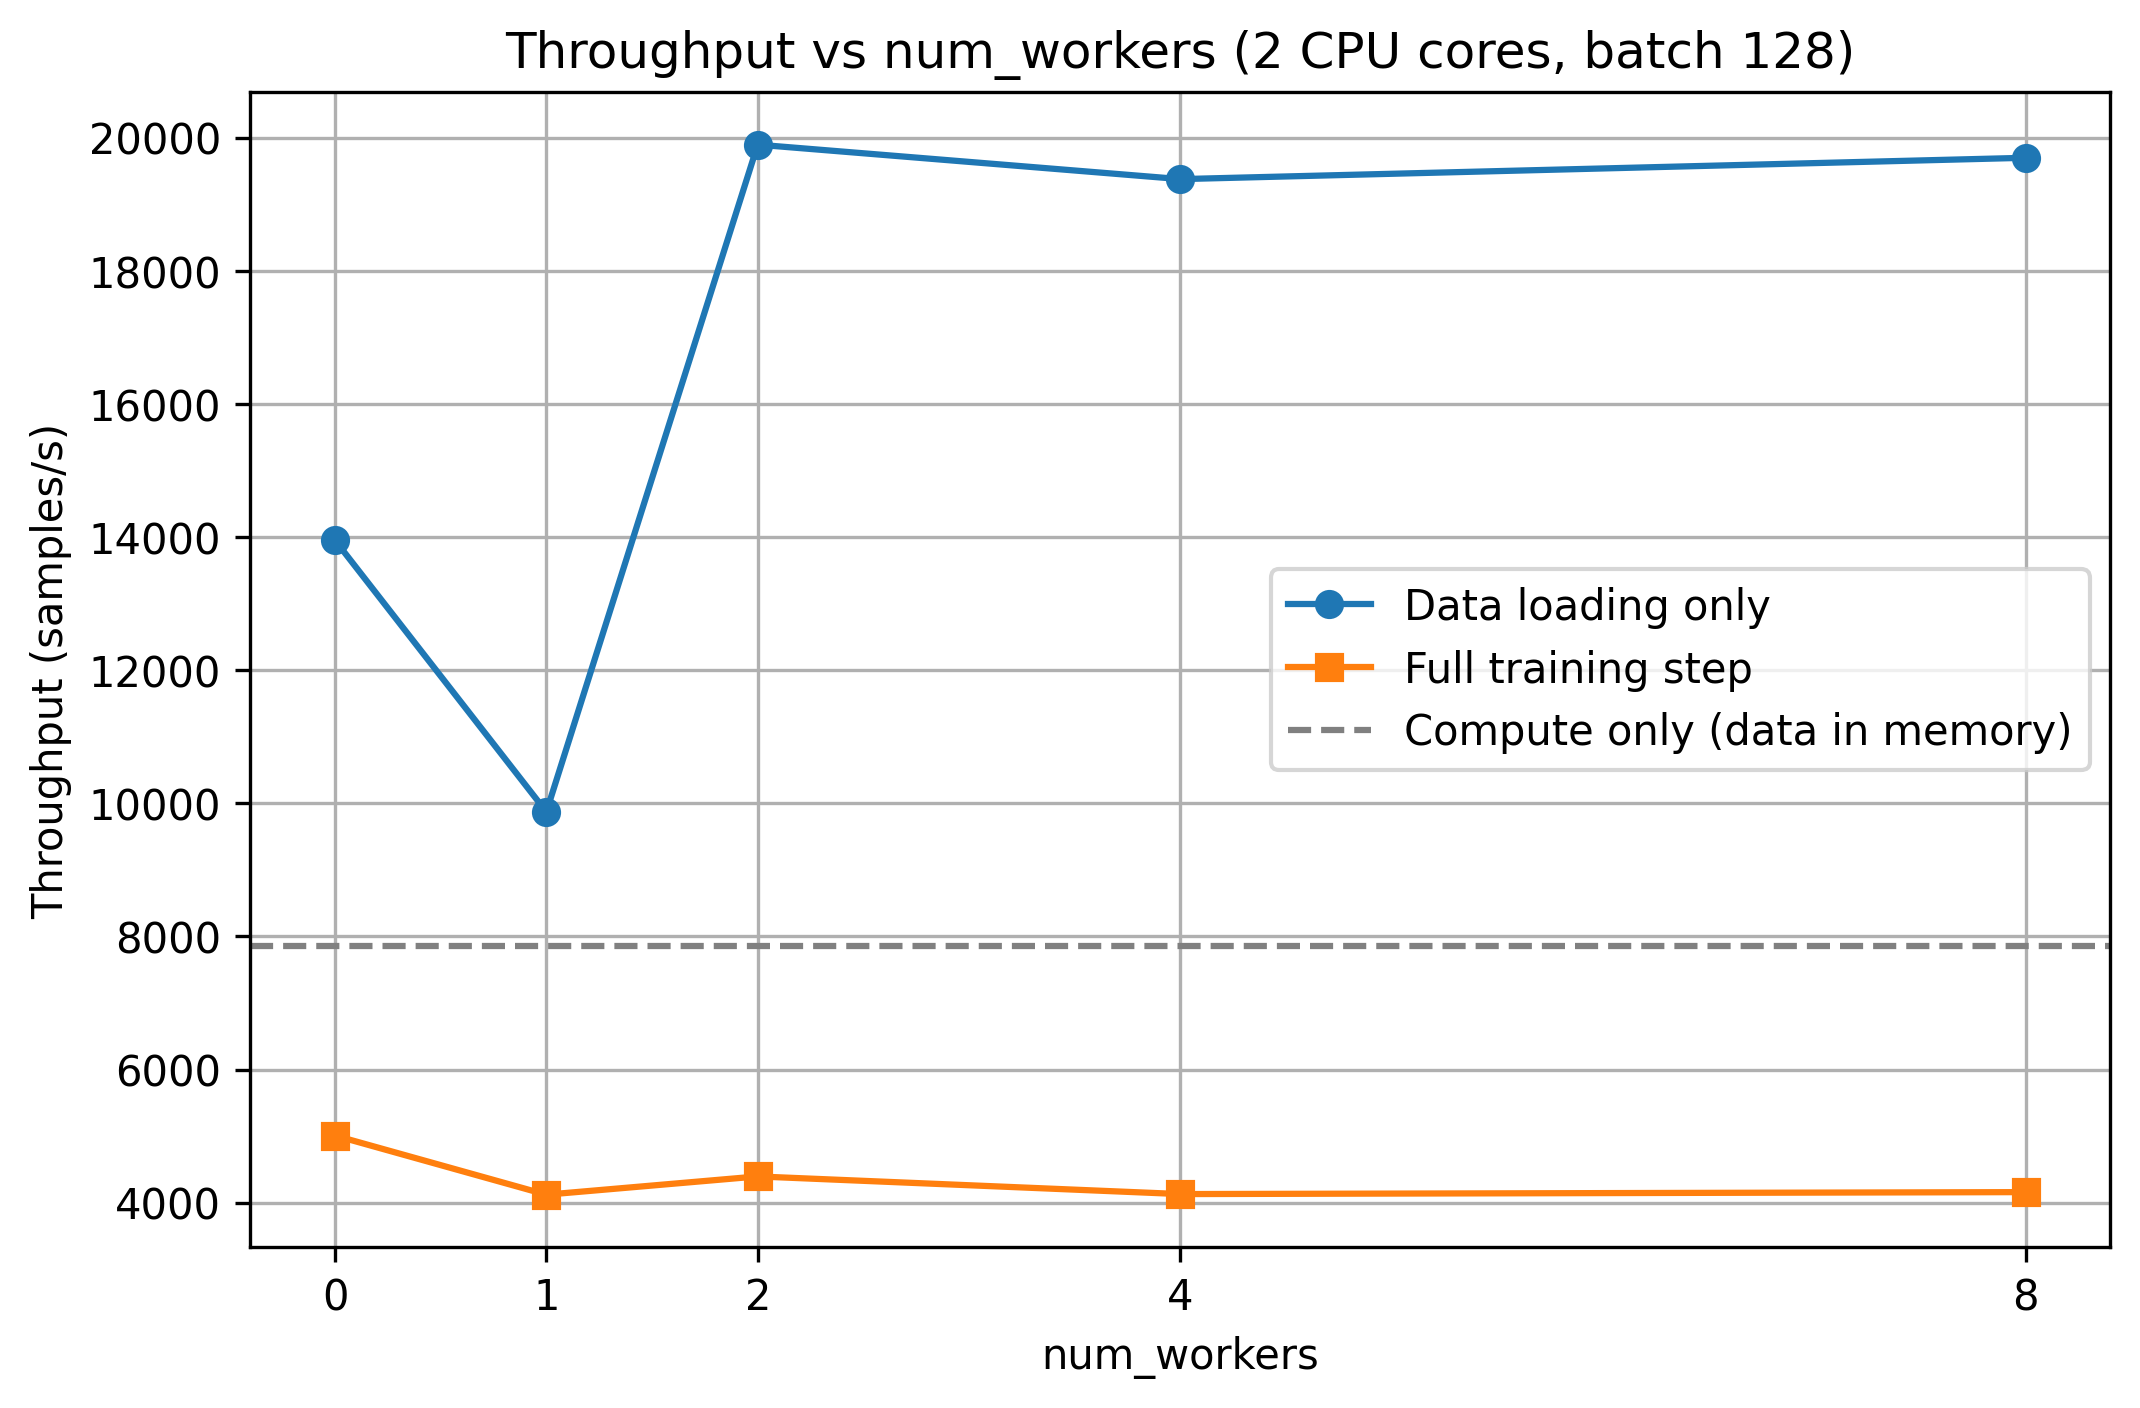 Throughput vs num_workers (2 CPU cores, batch 128)
Throughput (samples/s)
20000
18000
16000
14000
12000
10000
8000
6000
4000
Data loading only
Full training step
Compute only (data in memory)
0 1 2 4 8
num_workers